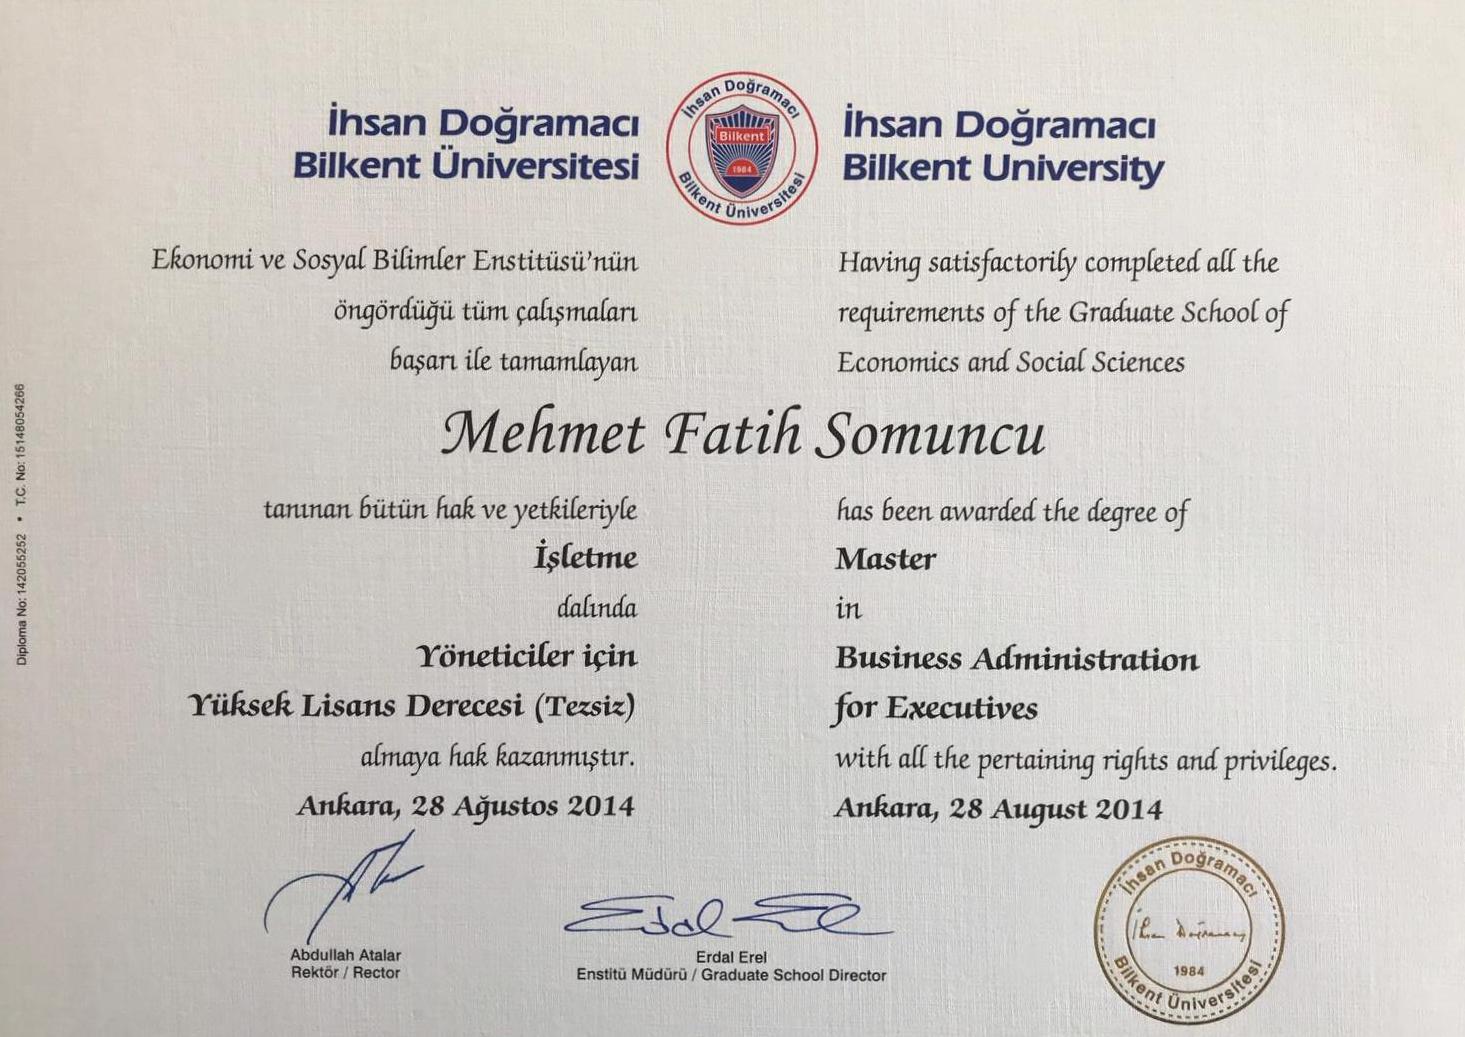 İhsan Doğramacı
Bilkent Üniversitesi
İhsan Doğramacı
Bilkent
1984
Bilkent Üniversitesi
İhsan Doğramacı
Bilkent University
Ekonomi ve Sosyal Bilimler Enstitüsü'nün
öngördüğü tüm çalışmaları
başarı ile tamamlayan
Having satisfactorily completed all the
requirements of the Graduate School of
Economics and Social Sciences
Mehmet Fatih Somuncu
tanınan bütün hak ve yetkileriyle
İşletme
dalında
Yöneticiler için
Yüksek Lisans Derecesi (Tezsiz)
almaya hak kazanmıştır.
Ankara, 28 Ağustos 2014
has been awarded the degree of
Master
in
Business Administration
for Executives
with all the pertaining rights and privileges.
Ankara, 28 August 2014
Abdullah Atalar
Rektör / Rector
Erdal Erel
Erdal Erel
Enstitü Müdürü / Graduate School Director
İhsan Doğramacı
İhsan Doğramacı
1984
Bilkent Üniversitesi
Diploma No: 142055252 • T.C. No: 15148054266